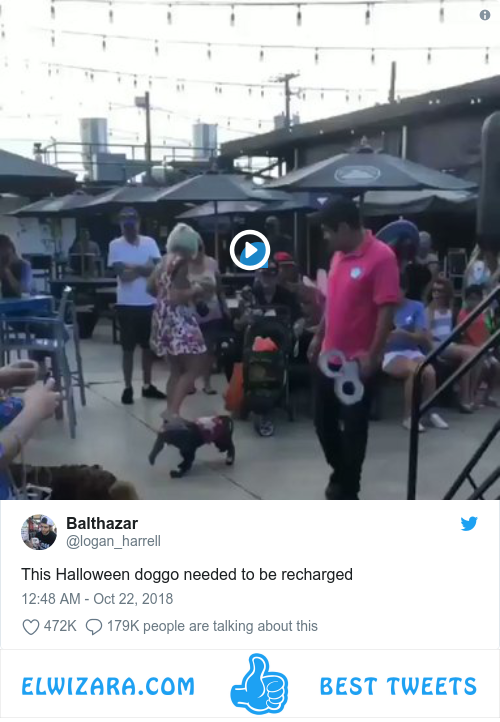 Balthazar
@logan_harrell
This Halloween doggo needed to be recharged
12:48 AM - Oct 22, 2018
472K 179K people are talking about this
ELWIZARA.COM BEST TWEETS